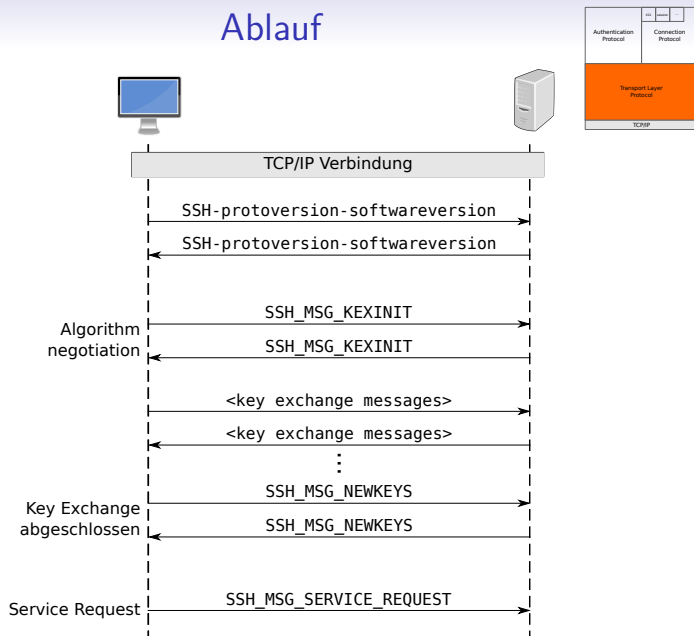 Ablauf
Authentication
Protocol
Connection
Protocol
Transport Layer
Protocol
TCP/IP
TCP/IP Verbindung
SSH-protoversion-softwareversion
SSH-protoversion-softwareversion
Algorithm
negotiation
SSH_MSG_KEXINIT
SSH_MSG_KEXINIT
<key exchange messages>
<key exchange messages>
⋮
Key Exchange
abgeschlossen
SSH_MSG_NEWKEYS
SSH_MSG_NEWKEYS
Service Request
SSH_MSG_SERVICE_REQUEST